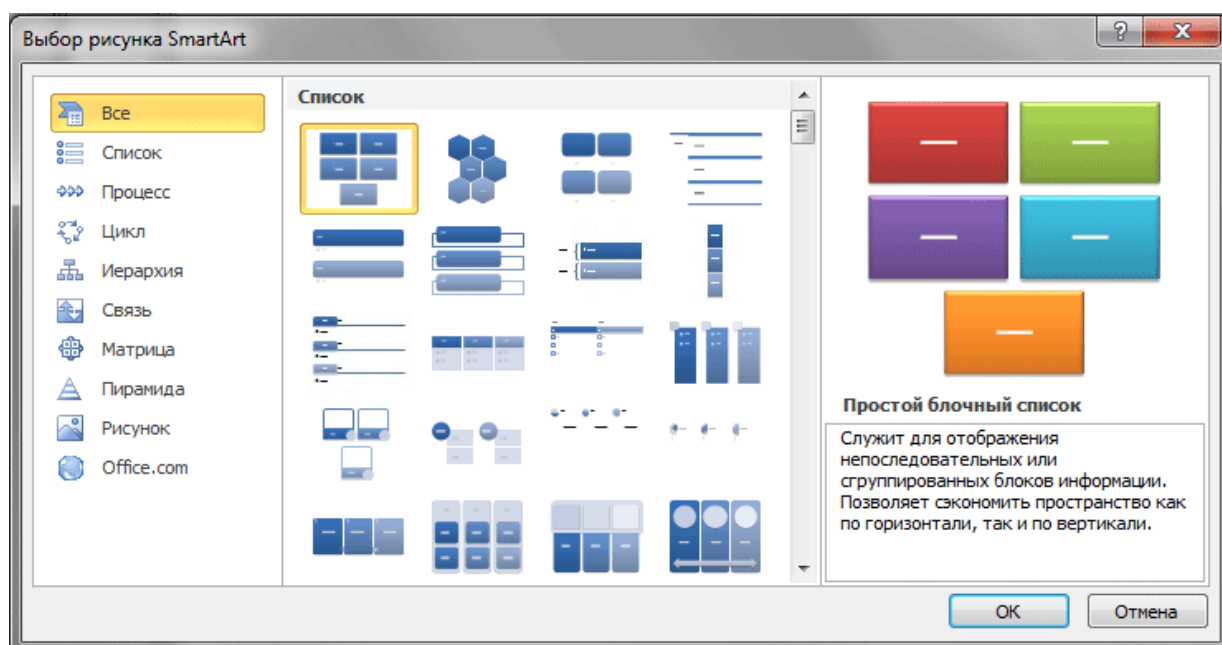 Выбор рисунка SmartArt
Все
Список
Процесс
Цикл
Иерархия
Связь
Матрица
Пирамида
Рисунок
Office.com
Список
Простой блочный список
Служит для отображения
непоследовательных или
сгруппированных блоков информации.
Позволяет сэкономить пространство как
по горизонтали, так и по вертикали.
ОК
Отмена